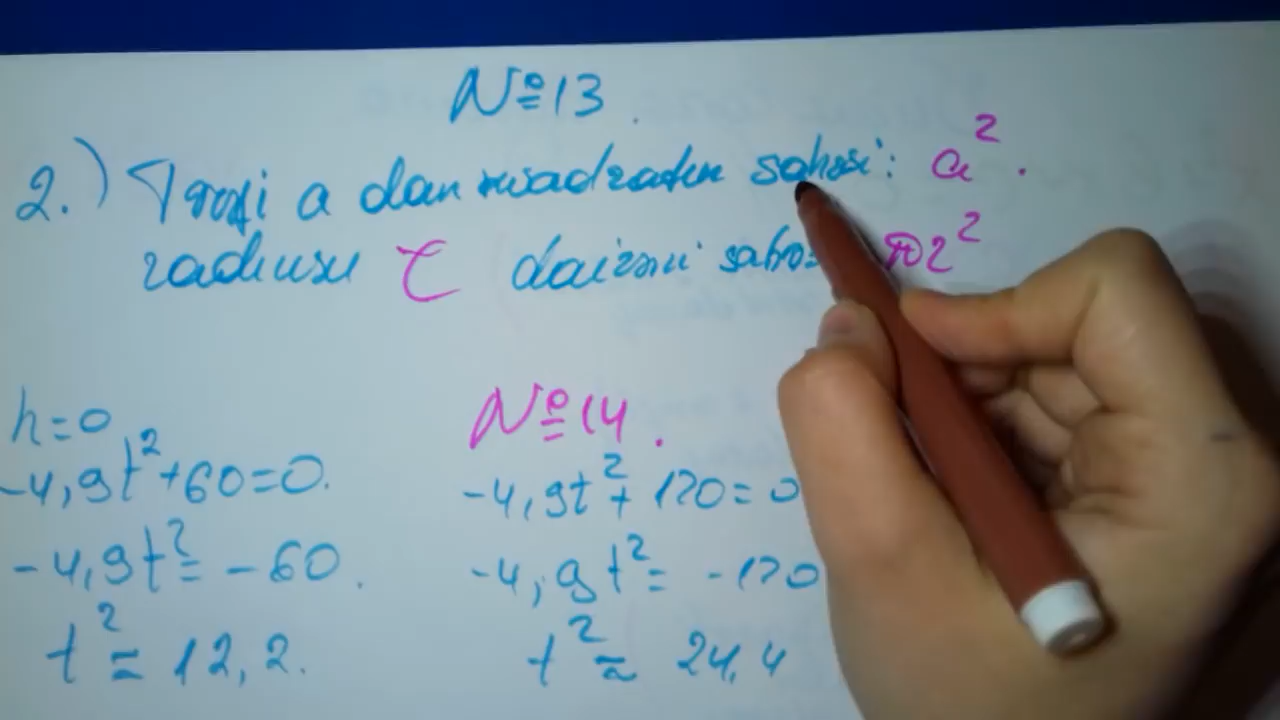 №13.
2.) Tərəfi a olan kvadratın sahəsi: a².
radiusu r dairənin sahəsi πr²
h=0
-4,9t²+60=0.
-4,9t²=-60.
t²≈12,2.
№14.
-4,9t²+120=0
-4,9t²=-120
t²≈24,4